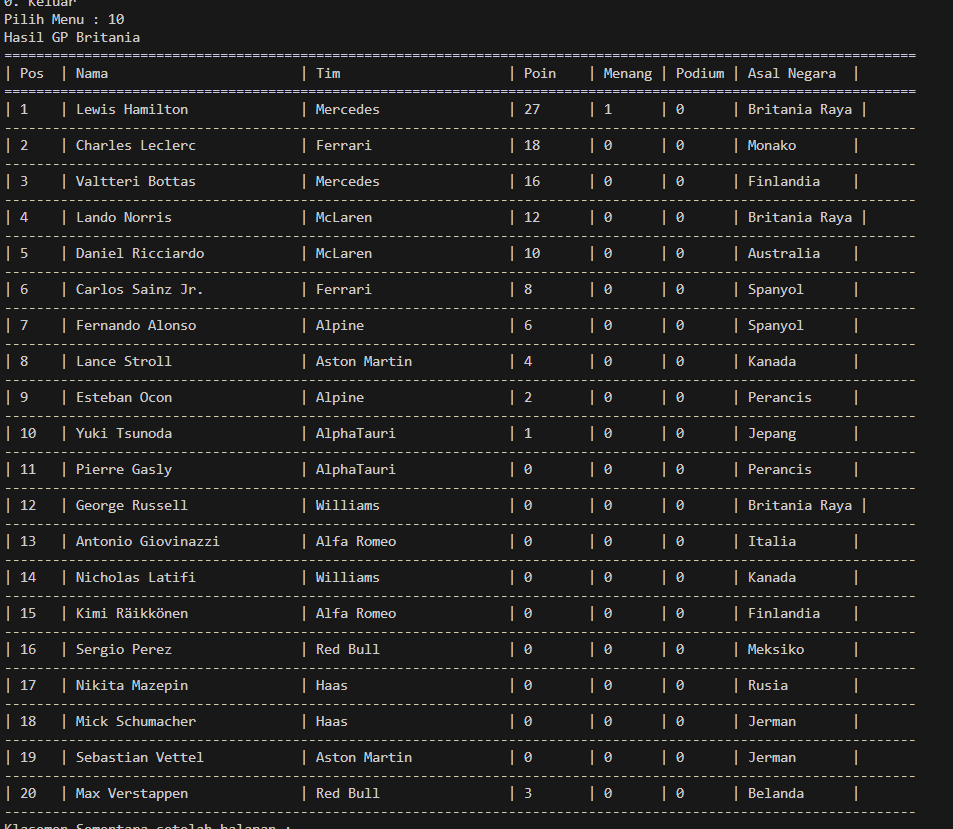 0. Keluar
Pilih Menu : 10
Hasil GP Britania
==================================================================================================================
| Pos  | Nama                        | Tim                     | Poin    | Menang | Podium | Asal Negara  |
==================================================================================================================
| 1    | Lewis Hamilton              | Mercedes                | 27      | 1      | 0      | Britania Raya |
------------------------------------------------------------------------------------------------------------------
| 2    | Charles Leclerc             | Ferrari                 | 18      | 0      | 0      | Monako       |
------------------------------------------------------------------------------------------------------------------
| 3    | Valtteri Bottas             | Mercedes                | 16      | 0      | 0      | Finlandia    |
------------------------------------------------------------------------------------------------------------------
| 4    | Lando Norris                | McLaren                 | 12      | 0      | 0      | Britania Raya |
------------------------------------------------------------------------------------------------------------------
| 5    | Daniel Ricciardo            | McLaren                 | 10      | 0      | 0      | Australia    |
------------------------------------------------------------------------------------------------------------------
| 6    | Carlos Sainz Jr.            | Ferrari                 | 8       | 0      | 0      | Spanyol      |
------------------------------------------------------------------------------------------------------------------
| 7    | Fernando Alonso             | Alpine                  | 6       | 0      | 0      | Spanyol      |
------------------------------------------------------------------------------------------------------------------
| 8    | Lance Stroll                | Aston Martin            | 4       | 0      | 0      | Kanada       |
------------------------------------------------------------------------------------------------------------------
| 9    | Esteban Ocon                | Alpine                  | 2       | 0      | 0      | Perancis     |
------------------------------------------------------------------------------------------------------------------
| 10   | Yuki Tsunoda                | AlphaTauri              | 1       | 0      | 0      | Jepang       |
------------------------------------------------------------------------------------------------------------------
| 11   | Pierre Gasly                | AlphaTauri              | 0       | 0      | 0      | Perancis     |
------------------------------------------------------------------------------------------------------------------
| 12   | George Russell              | Williams                | 0       | 0      | 0      | Britania Raya |
------------------------------------------------------------------------------------------------------------------
| 13   | Antonio Giovinazzi          | Alfa Romeo              | 0       | 0      | 0      | Italia       |
------------------------------------------------------------------------------------------------------------------
| 14   | Nicholas Latifi             | Williams                | 0       | 0      | 0      | Kanada       |
------------------------------------------------------------------------------------------------------------------
| 15   | Kimi Räikkönen              | Alfa Romeo              | 0       | 0      | 0      | Finlandia    |
------------------------------------------------------------------------------------------------------------------
| 16   | Sergio Perez                | Red Bull                | 0       | 0      | 0      | Meksiko      |
------------------------------------------------------------------------------------------------------------------
| 17   | Nikita Mazepin              | Haas                    | 0       | 0      | 0      | Rusia        |
------------------------------------------------------------------------------------------------------------------
| 18   | Mick Schumacher             | Haas                    | 0       | 0      | 0      | Jerman       |
------------------------------------------------------------------------------------------------------------------
| 19   | Sebastian Vettel            | Aston Martin            | 0       | 0      | 0      | Jerman       |
------------------------------------------------------------------------------------------------------------------
| 20   | Max Verstappen              | Red Bull                | 3       | 0      | 0      | Belanda      |
------------------------------------------------------------------------------------------------------------------
Klasemen Sementara setelah balapan :